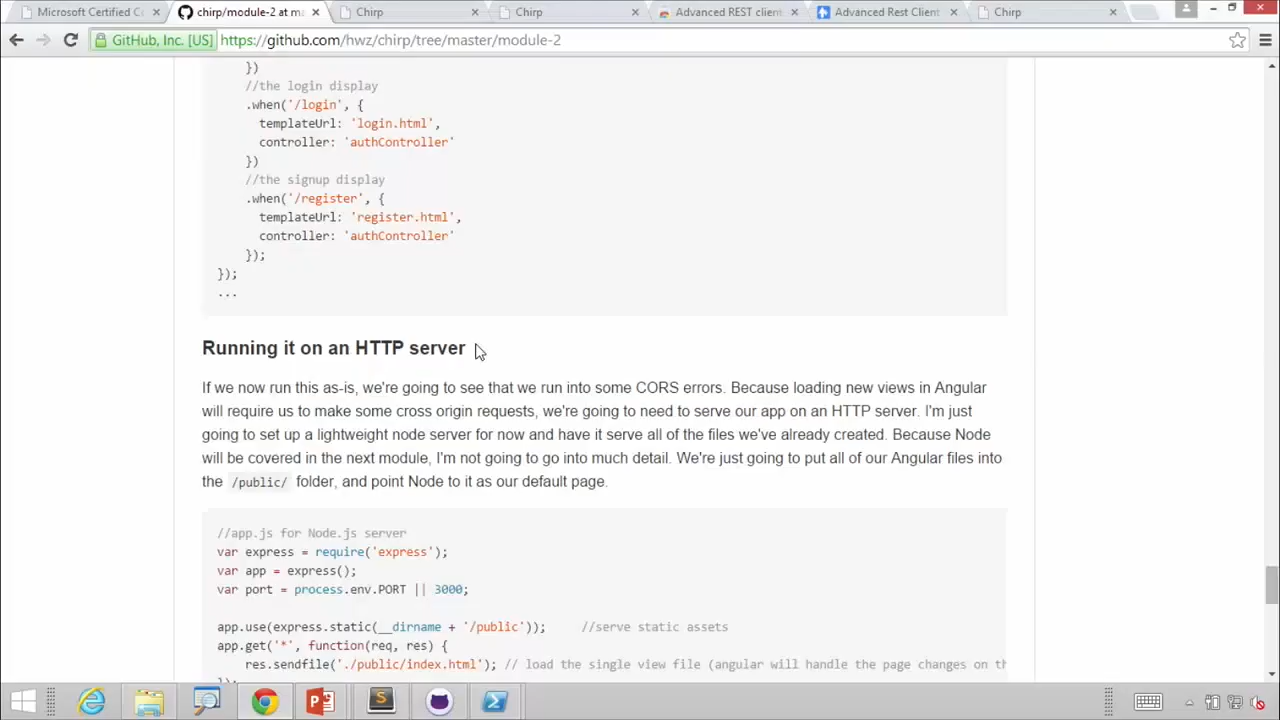 Microsoft Certified Co
chirp/module-2 at ma
Chirp
Chirp
Advanced REST client
Advanced Rest Client
Chirp
GitHub, Inc. [US]
https://github.com/hwz/chirp/tree/master/module-2
})
//the login display
.when('/login', {
templateUrl: 'login.html',
controller: 'authController'
})
//the signup display
.when('/register', {
templateUrl: 'register.html',
controller: 'authController'
});
});
...
Running it on an HTTP server
If we now run this as-is, we're going to see that we run into some CORS errors. Because loading new views in Angular
will require us to make some cross origin requests, we're going to need to serve our app on an HTTP server. I'm just
going to set up a lightweight node server for now and have it serve all of the files we've already created. Because Node
will be covered in the next module, I'm not going to go into much detail. We're just going to put all of our Angular files into
the /public/ folder, and point Node to it as our default page.
//app.js for Node.js server
var express = require('express');
var app = express();
var port = process.env.PORT || 3000;
app.use(express.static(__dirname + '/public')); //serve static assets
app.get('*', function(req, res) {
res.sendfile('./public/index.html'); // load the single view file (angular will handle the page changes on th
});